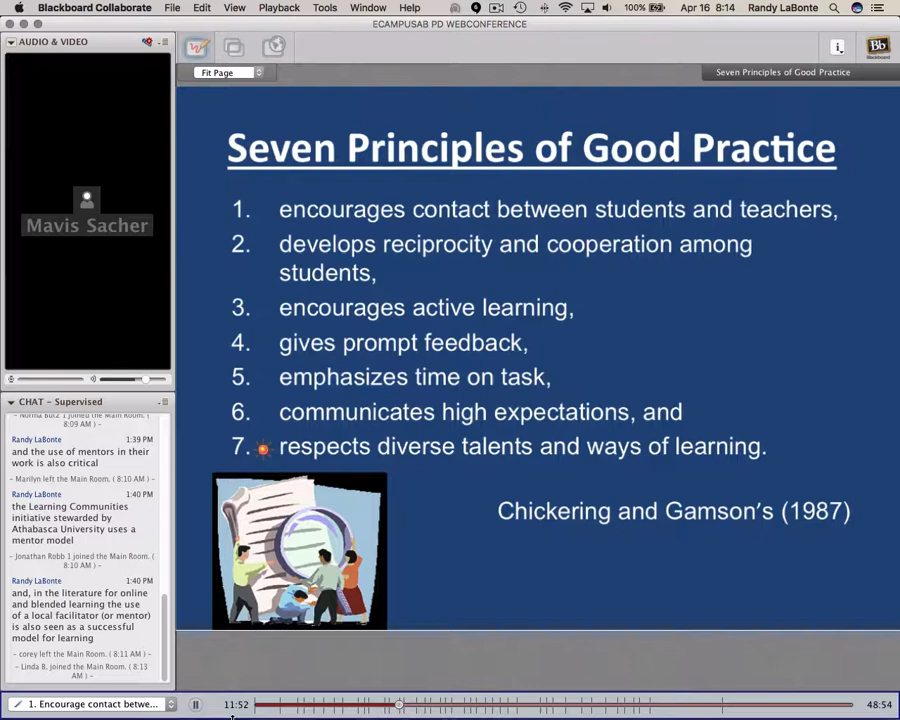 Blackboard Collaborate File Edit View Playback Tools Window Help 100% Apr 16 8:14 Randy LaBonte
ECAMPUSAB PD WEBCONFERENCE
AUDIO & VIDEO
Fit Page
Seven Principles of Good Practice
i
Bb
Blackboard
Mavis Sacher
Seven Principles of Good Practice
1. encourages contact between students and teachers,
2. develops reciprocity and cooperation among
students,
3. encourages active learning,
4. gives prompt feedback,
5. emphasizes time on task,
6. communicates high expectations, and
7. respects diverse talents and ways of learning.
Chickering and Gamson's (1987)
CHAT – Supervised
joined the Main Room. (
8:09 AM ) -
Randy LaBonte 1:39 PM
and the use of mentors in their
work is also critical
- Marilyn left the Main Room. ( 8:10 AM ) -
Randy LaBonte 1:40 PM
the Learning Communities
initiative stewarded by
Athabasca University uses a
mentor model
- Jonathan Robb 1 joined the Main Room. (
8:10 AM ) -
Randy LaBonte 1:40 PM
and, in the literature for online
and blended learning the use
of a local facilitator (or mentor)
is also seen as a successful
model for learning
- corey left the Main Room. ( 8:11 AM ) -
- Linda B. joined the Main Room. ( 8:13
AM ) -
1. Encourage contact betwe... 11:52 48:54